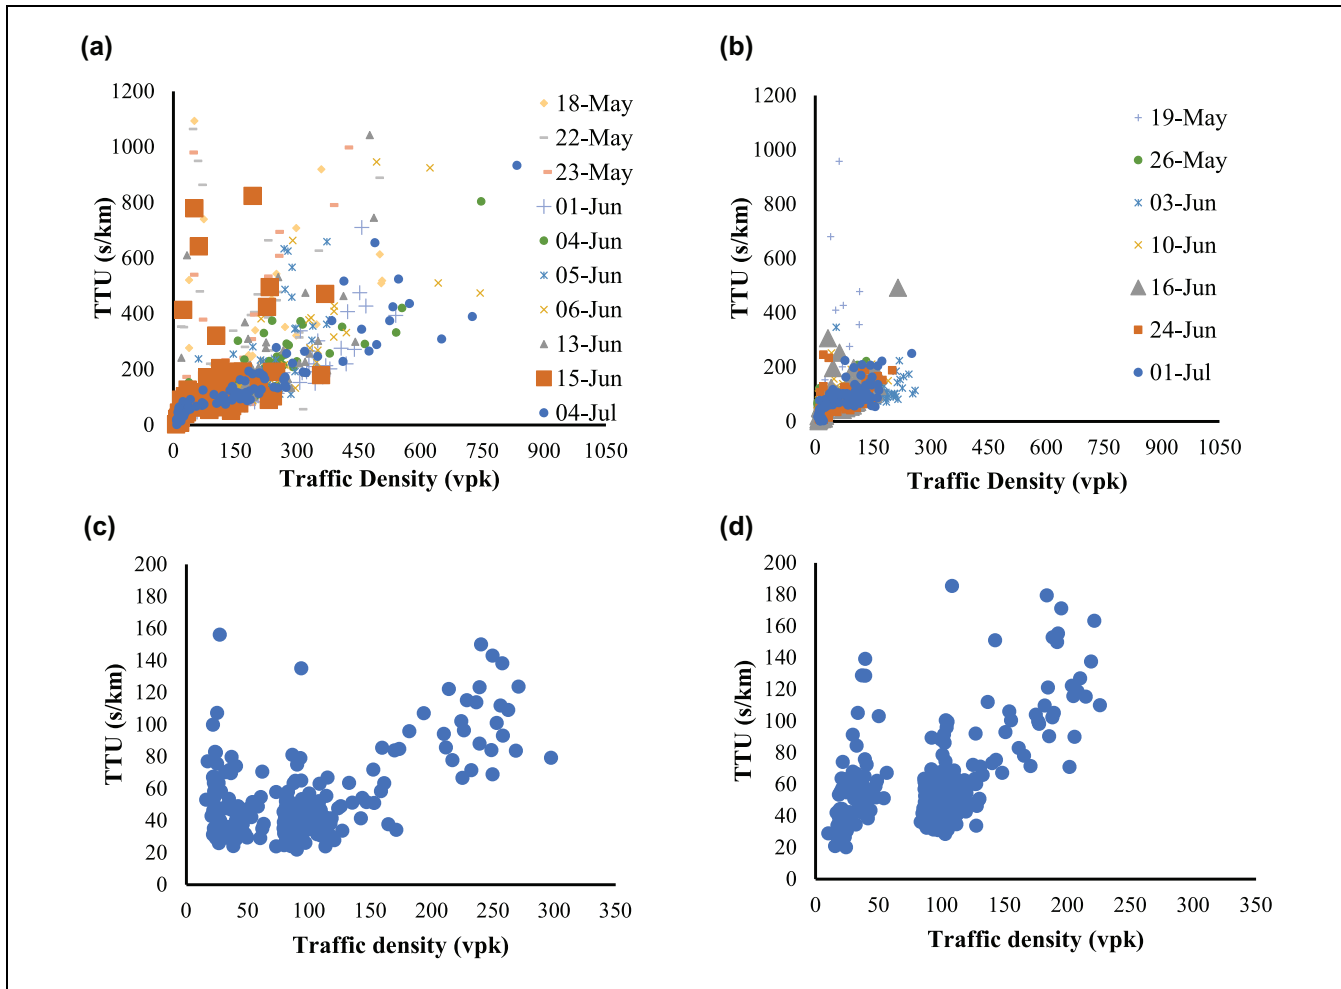 (a)
1200
1000
800
600
400
200
0
TTU (s/km)
0 150 300 450 600 750 900 1050
Traffic Density (vpk)
18-May
22-May
23-May
01-Jun
04-Jun
05-Jun
06-Jun
13-Jun
15-Jun
04-Jul
(b)
1200
1000
800
600
400
200
0
TTU (s/km)
0 150 300 450 600 750 900 1050
Traffic Density (vpk)
19-May
26-May
03-Jun
10-Jun
16-Jun
24-Jun
01-Jul
(c)
200
180
160
140
120
100
80
60
40
20
0
TTU (s/km)
0 50 100 150 200 250 300 350
Traffic density (vpk)
(d)
200
180
160
140
120
100
80
60
40
20
0
TTU (s/km)
0 50 100 150 200 250 300 350
Traffic density (vpk)